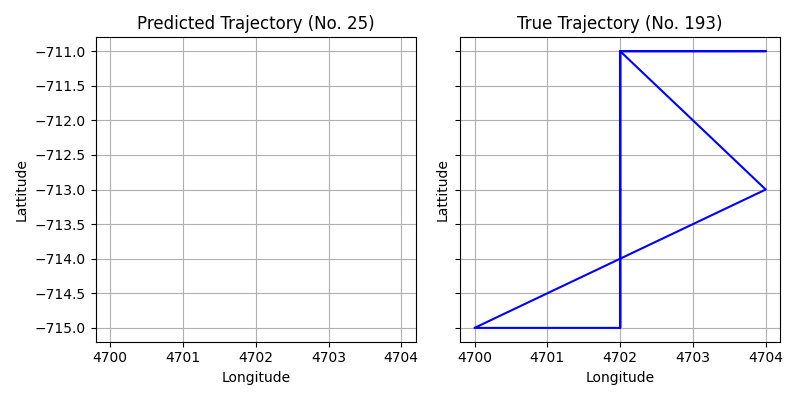 Predicted Trajectory (No. 25)
True Trajectory (No. 193)
Lattitude
−711.0
−711.5
−712.0
−712.5
−713.0
−713.5
−714.0
−714.5
−715.0
4700 4701 4702 4703 4704
Longitude
Lattitude
4700 4701 4702 4703 4704
Longitude